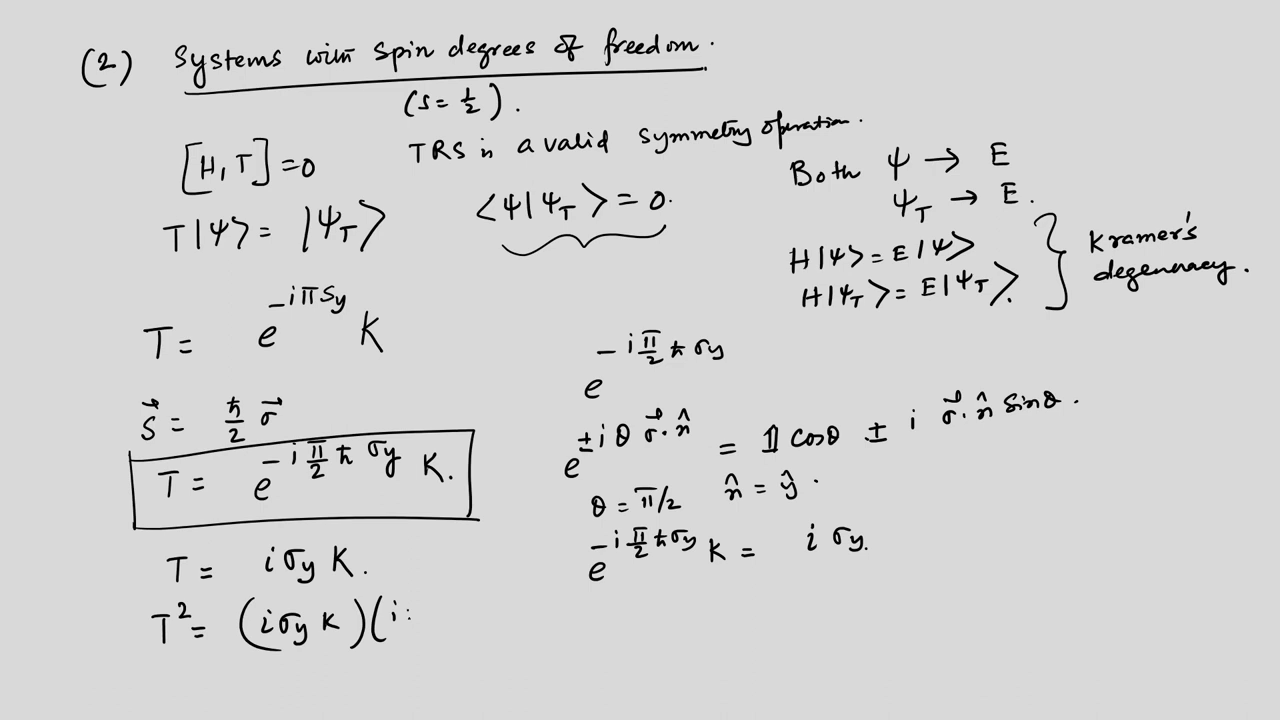 (2) Systems with spin degrees of freedom.
(s = ½).
[H, T] = 0 TRS is a valid symmetry operation.
T|ψ⟩ = |ψ_T⟩ ⟨ψ|ψ_T⟩ = 0.
Both ψ → E
ψ_T → E.
H|ψ⟩ = E|ψ⟩
H|ψ_T⟩ = E|ψ_T⟩.
Kramer's
degeneracy.
T = e^{-iπS_y} K
S⃗ = ħ/2 σ⃗
T = e^{-i π/2 ħ σ_y} K.
T = iσ_y K.
T² = (iσ_y K)(i
e^{-i π/2 ħ σ_y}
e^{±iθ σ⃗·n̂} = 𝟙 cosθ ± i σ⃗·n̂ sinθ.
θ = π/2 n̂ = ŷ.
e^{-i π/2 ħσ_y} K = i σ_y.